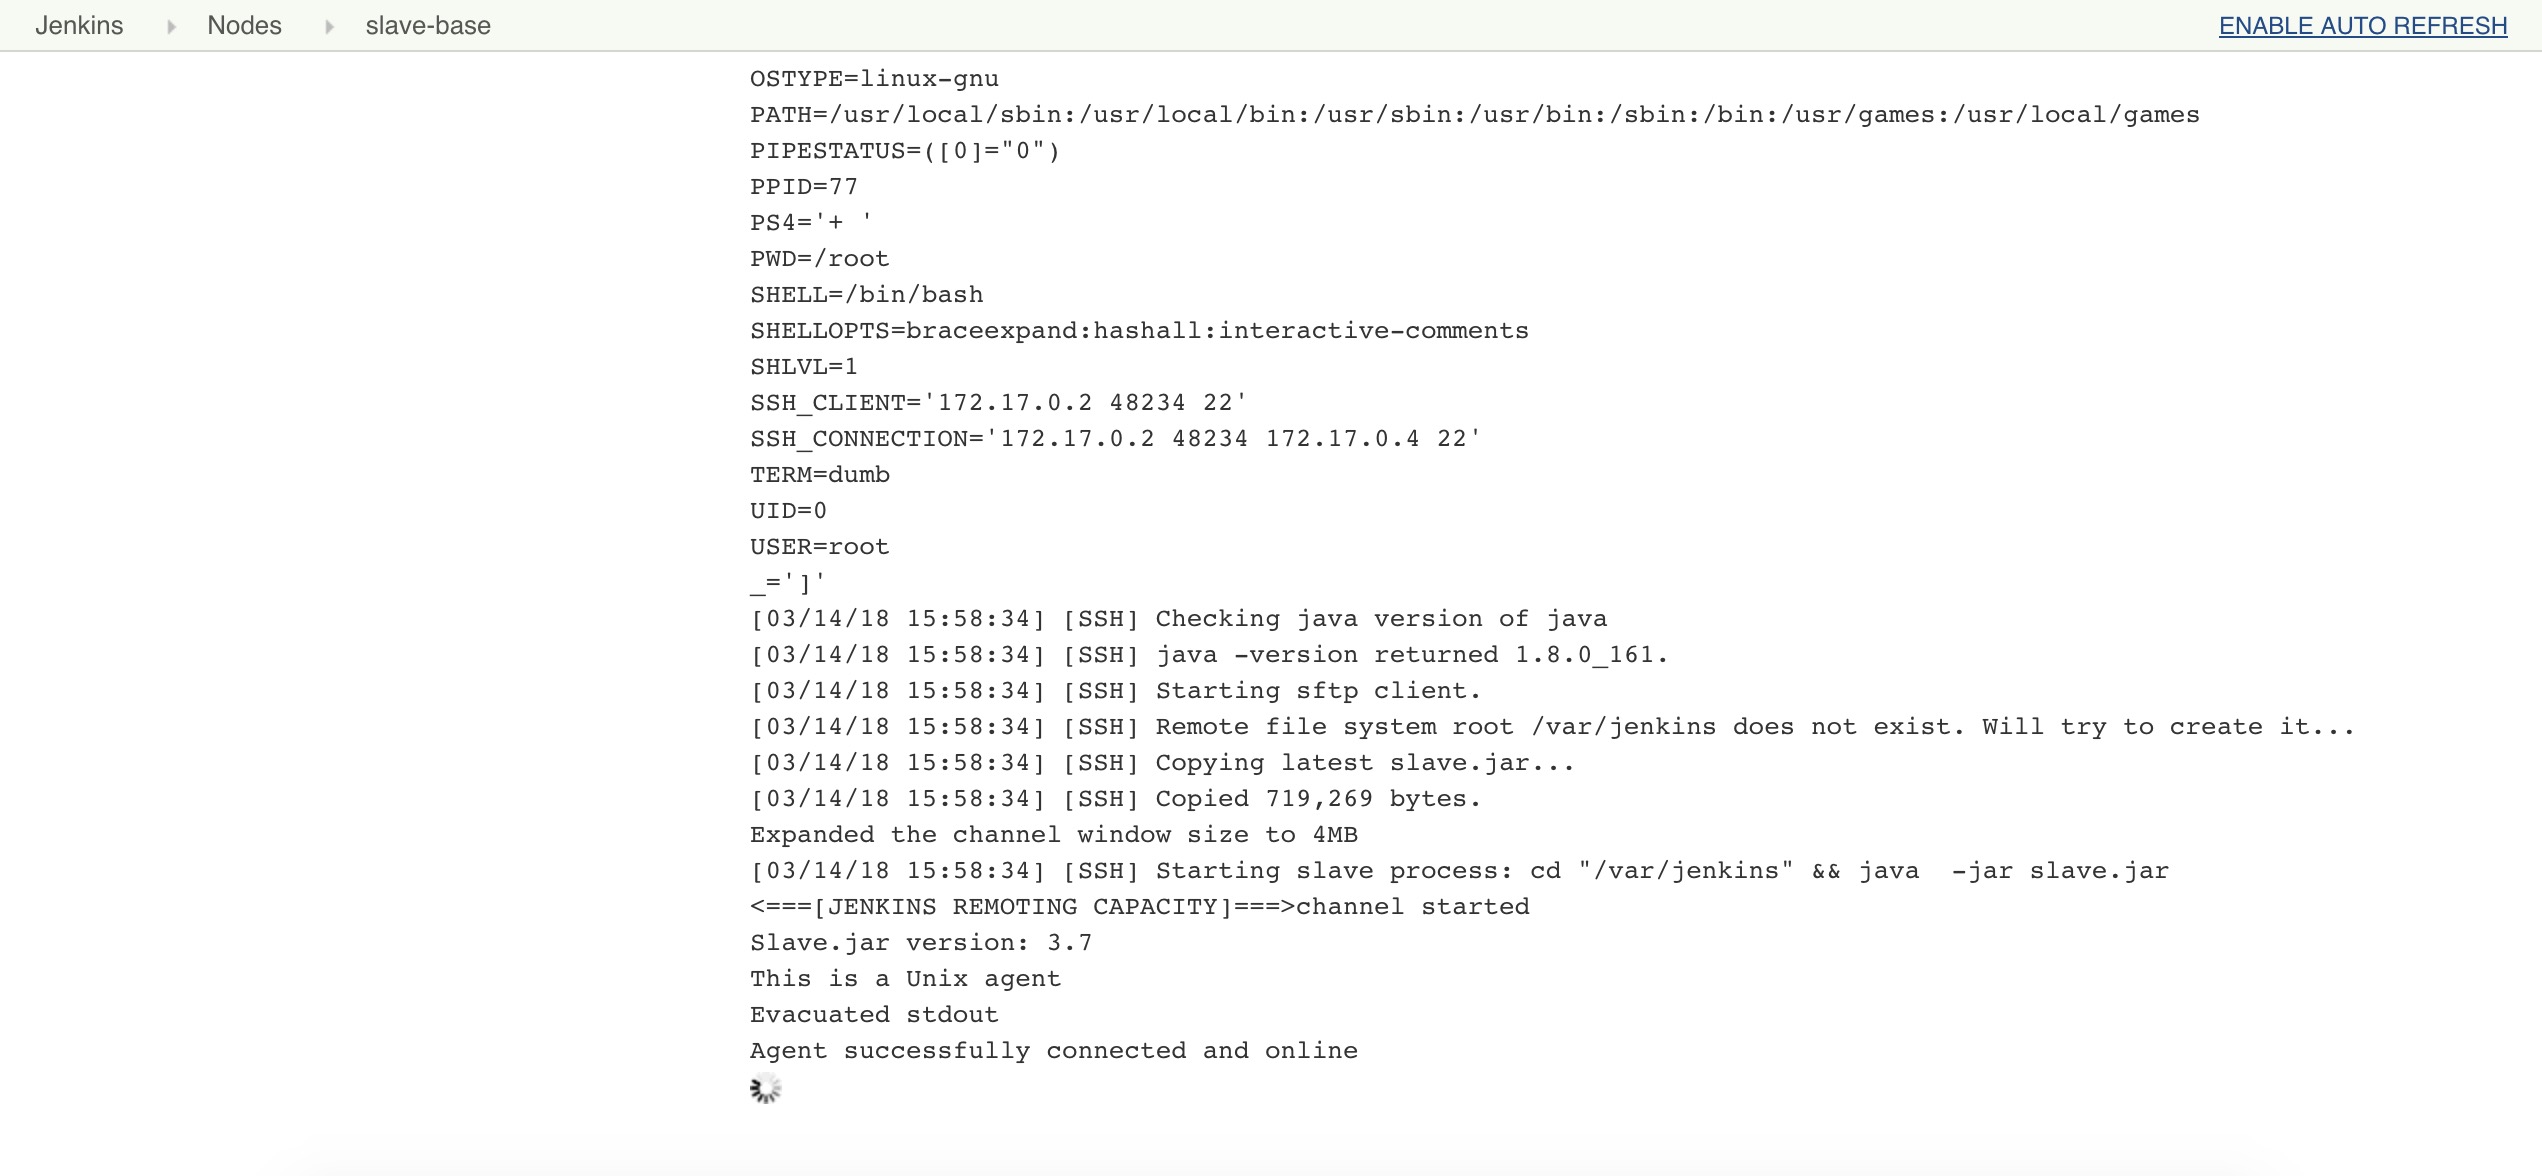 Jenkins Nodes slave-base ENABLE AUTO REFRESH
OSTYPE=linux-gnu
PATH=/usr/local/sbin:/usr/local/bin:/usr/sbin:/usr/bin:/sbin:/bin:/usr/games:/usr/local/games
PIPESTATUS=([0]="0")
PPID=77
PS4='+ '
PWD=/root
SHELL=/bin/bash
SHELLOPTS=braceexpand:hashall:interactive-comments
SHLVL=1
SSH_CLIENT='172.17.0.2 48234 22'
SSH_CONNECTION='172.17.0.2 48234 172.17.0.4 22'
TERM=dumb
UID=0
USER=root
_=']'
[03/14/18 15:58:34] [SSH] Checking java version of java
[03/14/18 15:58:34] [SSH] java -version returned 1.8.0_161.
[03/14/18 15:58:34] [SSH] Starting sftp client.
[03/14/18 15:58:34] [SSH] Remote file system root /var/jenkins does not exist. Will try to create it...
[03/14/18 15:58:34] [SSH] Copying latest slave.jar...
[03/14/18 15:58:34] [SSH] Copied 719,269 bytes.
Expanded the channel window size to 4MB
[03/14/18 15:58:34] [SSH] Starting slave process: cd "/var/jenkins" && java  -jar slave.jar
<===[JENKINS REMOTING CAPACITY]===>channel started
Slave.jar version: 3.7
This is a Unix agent
Evacuated stdout
Agent successfully connected and online